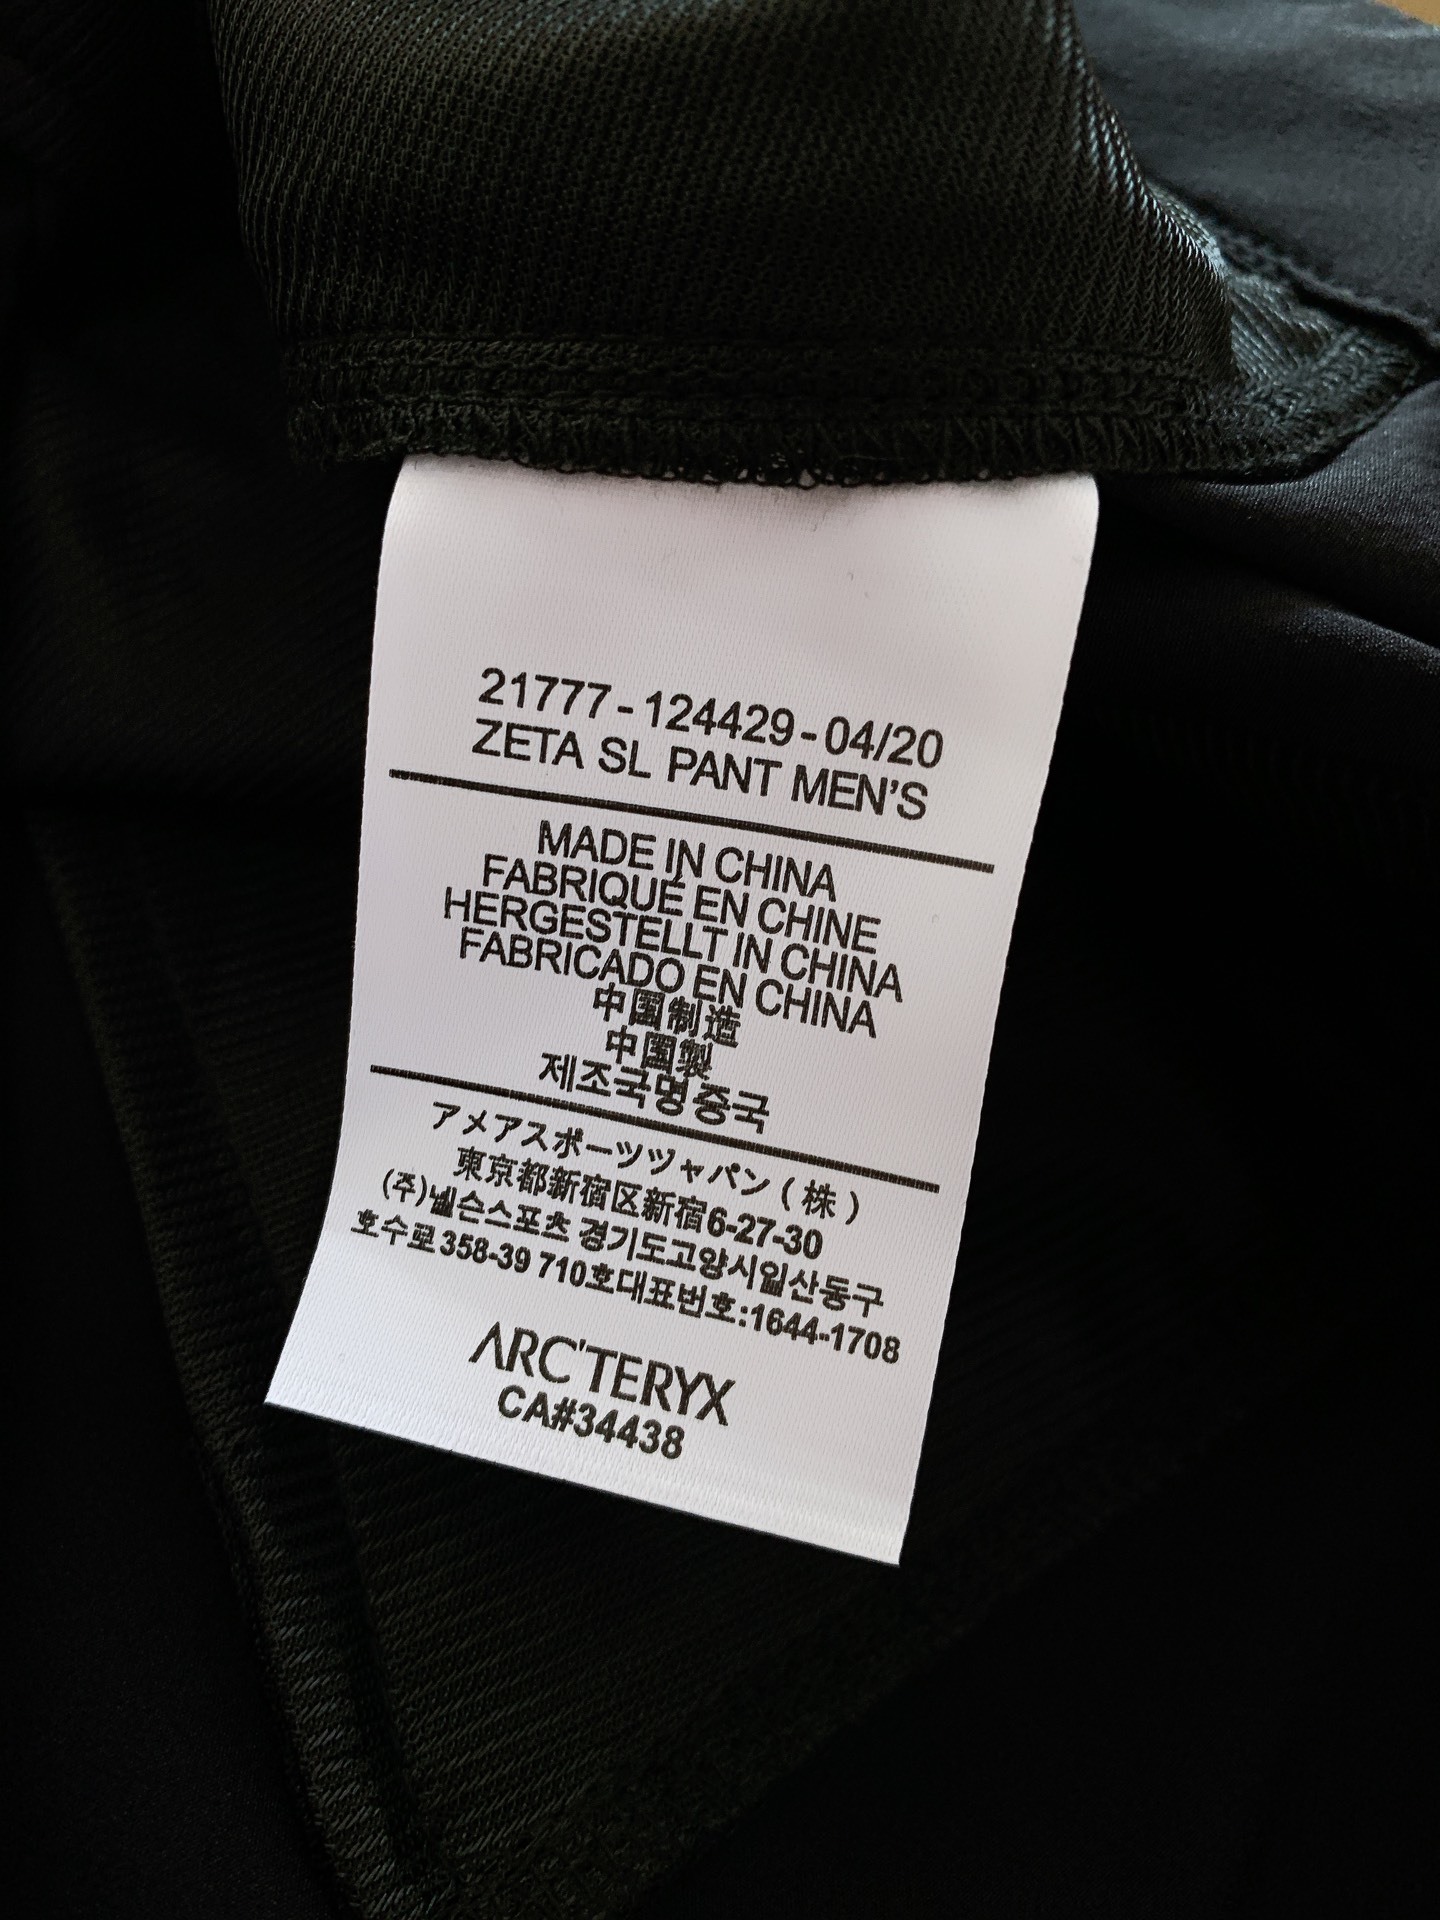 21777-124429-04/20
ZETA SL PANT MEN'S
MADE IN CHINA
FABRIQUÉ EN CHINE
HERGESTELLT IN CHINA
FABRICADO EN CHINA
中国制造
中国製
제조국명 중국
アメアスポーツツャパン(株)
東京都新宿区新宿6-27-30
(주)넬슨스포츠 경기도고양시일산동구
호수로358-39 710호대표번호:1644-1708
ARC'TERYX
CA#34438